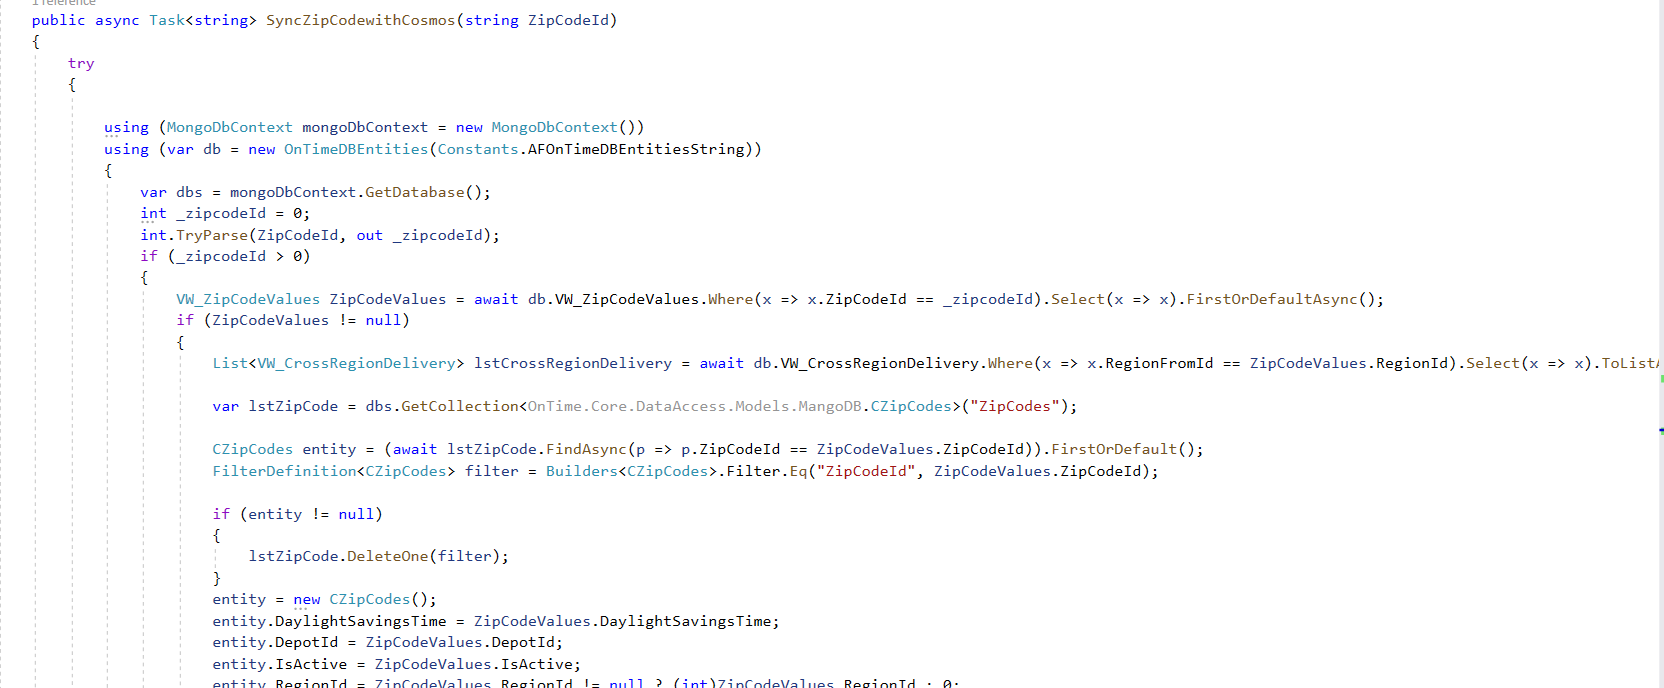 1 reference
public async Task<string> SyncZipCodewithCosmos(string ZipCodeId)
{
try
{
using (MongoDbContext mongoDbContext = new MongoDbContext())
using (var db = new OnTimeDBEntities(Constants.AFOnTimeDBEntitiesString))
{
var dbs = mongoDbContext.GetDatabase();
int _zipcodeId = 0;
int.TryParse(ZipCodeId, out _zipcodeId);
if (_zipcodeId > 0)
{
VW_ZipCodeValues ZipCodeValues = await db.VW_ZipCodeValues.Where(x => x.ZipCodeId == _zipcodeId).Select(x => x).FirstOrDefaultAsync();
if (ZipCodeValues != null)
{
List<VW_CrossRegionDelivery> lstCrossRegionDelivery = await db.VW_CrossRegionDelivery.Where(x => x.RegionFromId == ZipCodeValues.RegionId).Select(x => x).ToListA
var lstZipCode = dbs.GetCollection<OnTime.Core.DataAccess.Models.MangoDB.CZipCodes>("ZipCodes");
CZipCodes entity = (await lstZipCode.FindAsync(p => p.ZipCodeId == ZipCodeValues.ZipCodeId)).FirstOrDefault();
FilterDefinition<CZipCodes> filter = Builders<CZipCodes>.Filter.Eq("ZipCodeId", ZipCodeValues.ZipCodeId);
if (entity != null)
{
lstZipCode.DeleteOne(filter);
}
entity = new CZipCodes();
entity.DaylightSavingsTime = ZipCodeValues.DaylightSavingsTime;
entity.DepotId = ZipCodeValues.DepotId;
entity.IsActive = ZipCodeValues.IsActive;
entity.RegionId = ZipCodeValues.RegionId != null ? (int)ZipCodeValues.RegionId : 0;